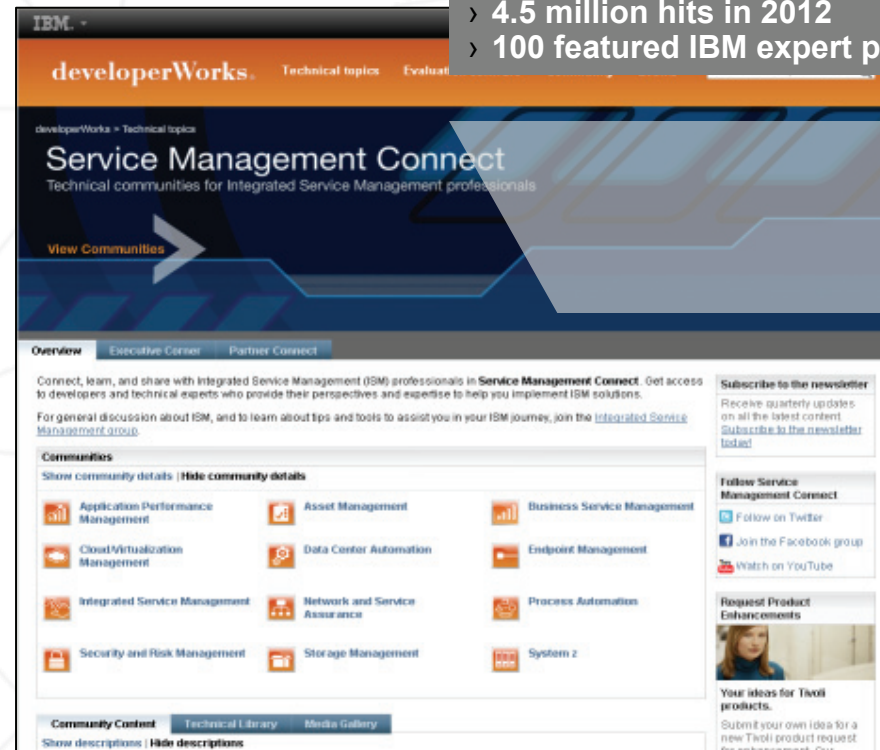 › 4.5 million hits in 2012
› 100 featured IBM expert p
IBM.
developerWorks. Technical topics Evaluat
developerWorks > Technical topics
Service Management Connect
Technical communities for Integrated Service Management professionals
View Communities
Overview Executive Corner Partner Connect
Connect, learn, and share with Integrated Service Management (ISM) professionals in Service Management Connect. Get access
to developers and technical experts who provide their perspectives and expertise to help you implement ISM solutions.
For general discussion about ISM, and to learn about tips and tools to assist you in your ISM journey, join the Integrated Service
Management group.
Communities
Show community details | Hide community details
Application Performance
Management
Asset Management
Business Service Management
Cloud/Virtualization
Management
Data Center Automation
Endpoint Management
Integrated Service Management
Network and Service
Assurance
Process Automation
Security and Risk Management
Storage Management
System z
Community Content Technical Library Media Gallery
Show descriptions | Hide descriptions
Subscribe to the newsletter
Receive quarterly updates
on all the latest content
Subscribe to the newsletter
today!
Follow Service
Management Connect
Follow on Twitter
Join the Facebook group
Watch on YouTube
Request Product
Enhancements
Your ideas for Tivoli
products.
Submit your own idea for a
new Tivoli product request